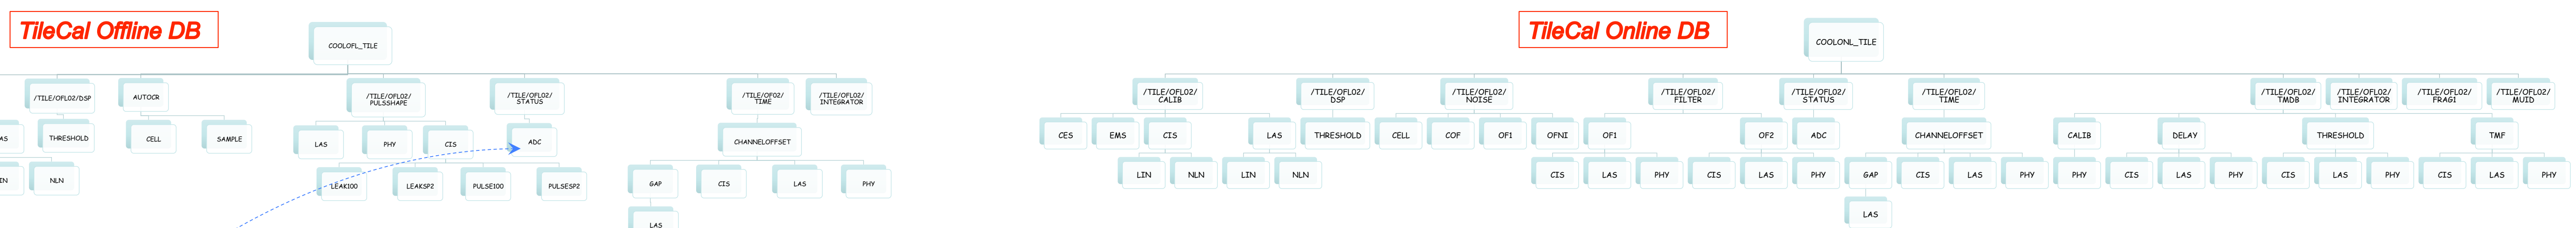 TileCal Offline DB
COOLOFL_TILE
/TILE/OFL02/DSP
AUTOCR
/TILE/OFL02/
PULSSHAPE
/TILE/OFL02/
STATUS
/TILE/OF02/
TIME
/TILE/OFL02/
INTEGRATOR
AS
THRESHOLD
CELL
SAMPLE
LAS
PHY
CIS
ADC
CHANNELOFFSET
IN
NLN
LEAK100
LEAKSP2
PULSE100
PULSESP2
GAP
CIS
LAS
PHY
LAS
TileCal Online DB
COOLONL_TILE
/TILE/OFL02/
CALIB
/TILE/OFL02/
DSP
/TILE/OFL02/
NOISE
/TILE/OFL02/
FILTER
/TILE/OFL02/
STATUS
/TILE/OFL02/
TIME
/TILE/OFL02/
TMDB
/TILE/OFL02/
INTEGRATOR
/TILE/OFL02/
FRAG1
/TILE/OFL02/
MUID
CES
EMS
CIS
LAS
THRESHOLD
CELL
COF
OF1
OFNI
OF1
OF2
ADC
CHANNELOFFSET
CALIB
DELAY
THRESHOLD
TMF
LIN
NLN
LIN
NLN
CIS
LAS
PHY
CIS
LAS
PHY
GAP
CIS
LAS
PHY
PHY
CIS
LAS
PHY
CIS
LAS
PHY
CIS
LAS
PHY
LAS